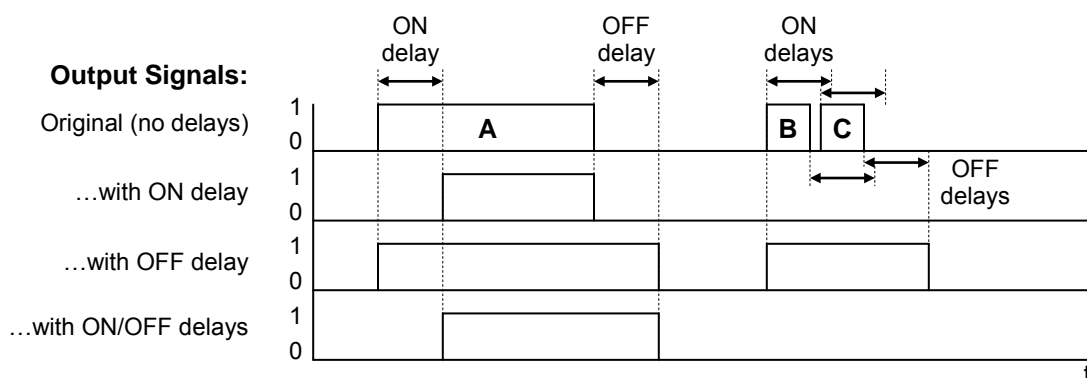 ON
delay
OFF
delay
ON
delays
Output Signals:
Original (no delays)
1
0
A
B
C
OFF
delays
…with ON delay
1
0
…with OFF delay
1
0
…with ON/OFF delays
1
0
t